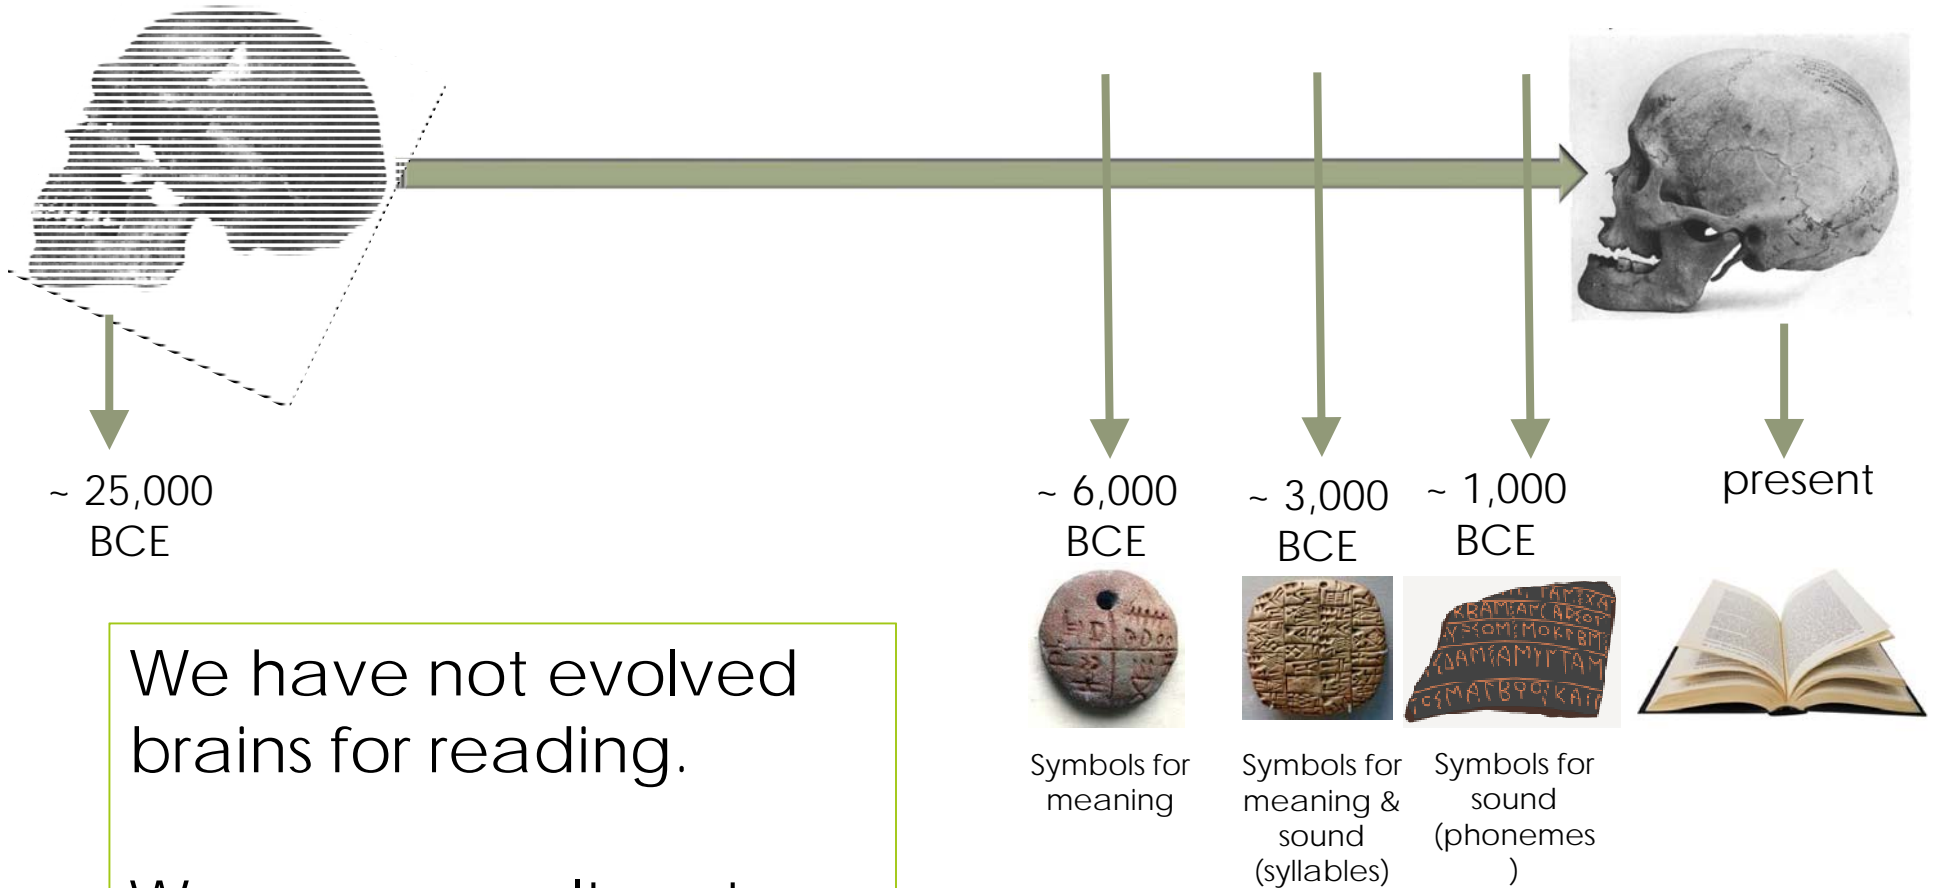 ~ 25,000
BCE
~ 6,000
BCE
~ 3,000
BCE
~ 1,000
BCE
present
Symbols for
meaning
Symbols for
meaning &
sound
(syllables)
Symbols for
sound
(phonemes
)
We have not evolved
brains for reading.